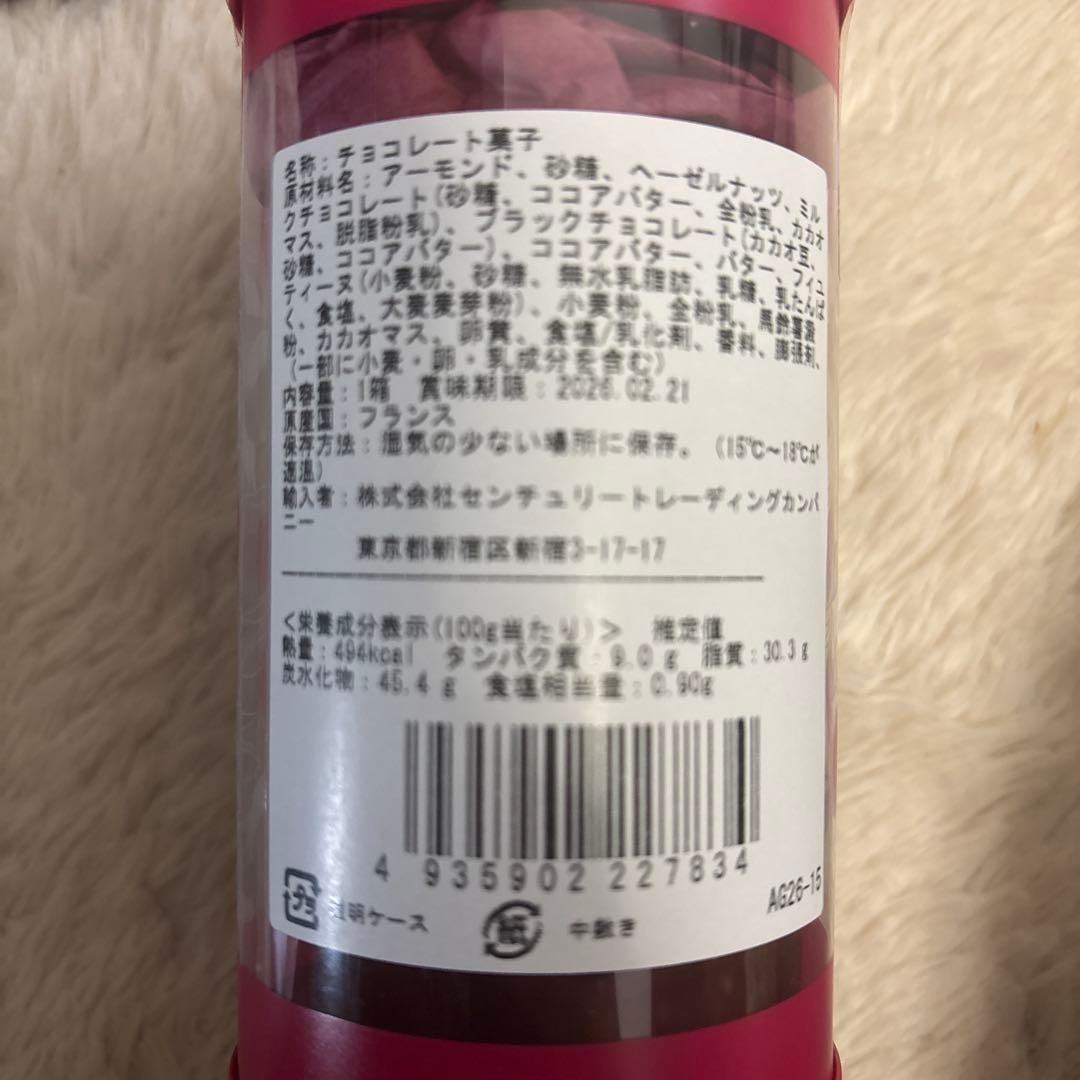 名称：チョコレート菓子
原材料名：アーモンド、砂糖、ヘーゼルナッツ、ミル
クチョコレート(砂糖、ココアバター、全粉乳、カカオ
マス、脱脂粉乳)、ブラックチョコレート(カカオ豆、
砂糖、ココアバター)、ココアバター、バター、フィユ
ティーヌ(小麦粉、砂糖、無水乳脂肪、乳糖、乳たんぱ
く、食塩、大麦麦芽粉)、小麦粉、全粉乳、馬鈴薯澱
粉、カカオマス、卵黄、食塩/乳化剤、香料、膨張剤、
(一部に小麦・卵・乳成分を含む)
内容量：1箱　賞味期限：2026.02.21
原産国：フランス
保存方法：湿気の少ない場所に保存。（15℃～18℃が
適温）
輸入者：株式会社センチュリートレーディングカンパ
ニー
東京都新宿区新宿3-17-17
<栄養成分表示(100g当たり)>　推定値
熱量：494kcal　タンパク質：9.0g　脂質：30.3g
炭水化物：45.4g　食塩相当量：0.90g
4 935902 227834
AG26-15
プラ 透明ケース 紙 中敷き